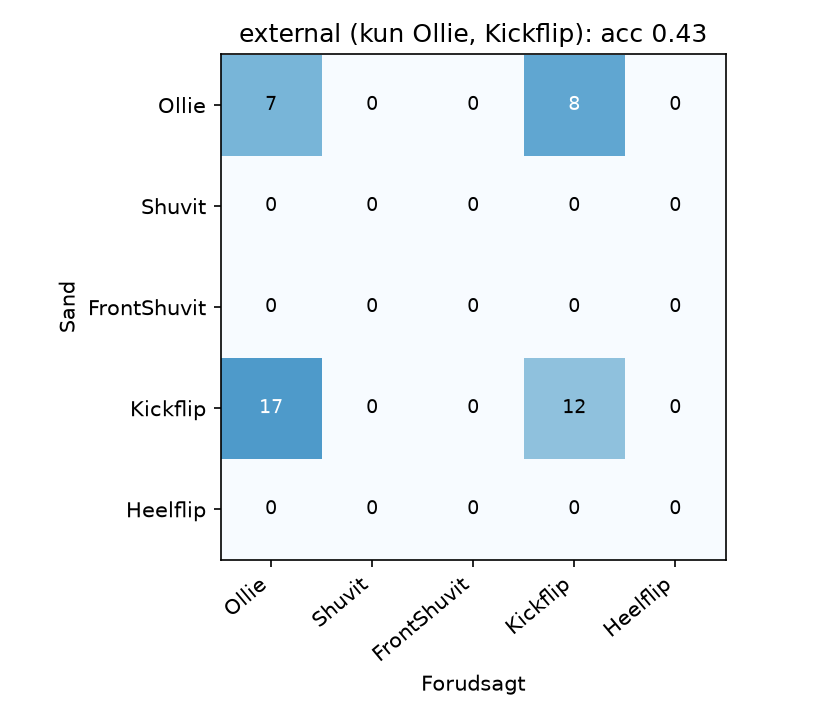 external (kun Ollie, Kickflip): acc 0.43
Ollie 7 0 0 8 0
Shuvit 0 0 0 0 0
FrontShuvit 0 0 0 0 0
Kickflip 17 0 0 12 0
Heelflip 0 0 0 0 0
Sand
Ollie Shuvit FrontShuvit Kickflip Heelflip
Forudsagt